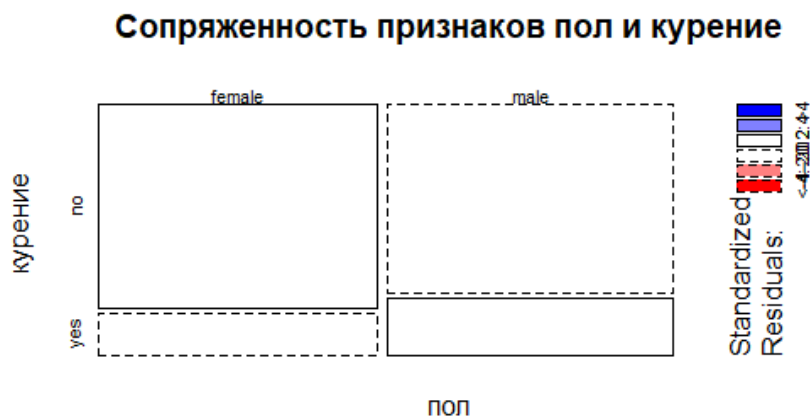 Сопряженность признаков пол и курение
female male
курение
no
yes
Standardized
Residuals:
пол